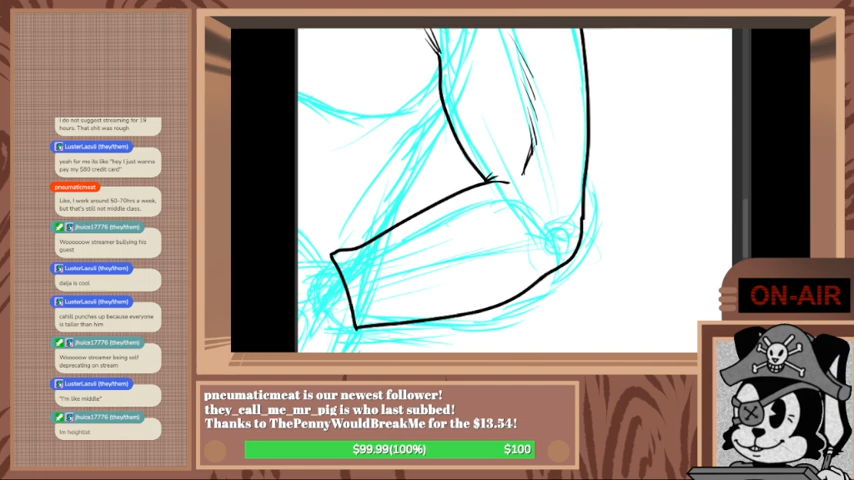 I do not suggest streaming for 19
hours. That shit was rough
LusterLazuli (they/them)
yeah for me its like "hey I just wanna
pay my $80 credit card"
pneumaticmeat
Like, I work around 50-70hrs a week,
but that's still not middle class.
jhoice17776 (they/them)
Woooooow streamer bullying his
guest
LusterLazuli (they/them)
dalja is cool
LusterLazuli (they/them)
cahill punches up because everyone
is taller than him
jhoice17776 (they/them)
Woooooow streamer being self
deprecating on stream
LusterLazuli (they/them)
"I'm like middle"
jhoice17776 (they/them)
Im heightist
ON-AIR
pneumaticmeat is our newest follower!
they_call_me_mr_pig is who last subbed!
Thanks to ThePennyWouldBreakMe for the $13.54!
$99.99(100%) $100